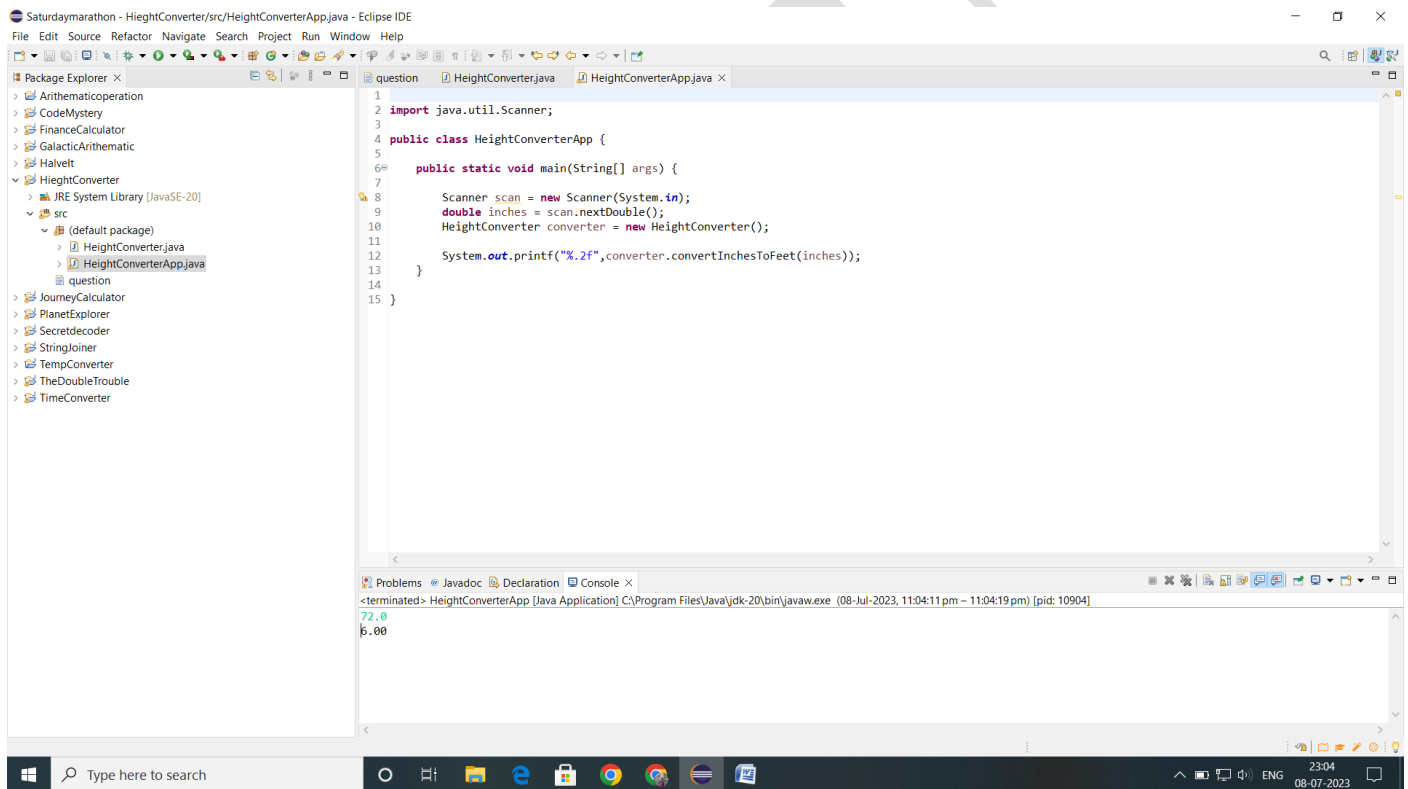 Saturdaymarathon - HieghtConverter/src/HeightConverterApp.java - Eclipse IDE
File Edit Source Refactor Navigate Search Project Run Window Help
Package Explorer
Arithematicoperation
CodeMystery
FinanceCalculator
GalacticArithematic
HalveIt
HieghtConverter
JRE System Library [JavaSE-20]
src
(default package)
HeightConverter.java
HeightConverterApp.java
question
JourneyCalculator
PlanetExplorer
Secretdecoder
StringJoiner
TempConverter
TheDoubleTrouble
TimeConverter
question HeightConverter.java HeightConverterApp.java
1
2 import java.util.Scanner;
3
4 public class HeightConverterApp {
5
6 public static void main(String[] args) {
7
8 Scanner scan = new Scanner(System.in);
9 double inches = scan.nextDouble();
10 HeightConverter converter = new HeightConverter();
11
12 System.out.printf("%.2f",converter.convertInchesToFeet(inches));
13 }
14
15 }
Problems Javadoc Declaration Console
<terminated> HeightConverterApp [Java Application] C:\Program Files\Java\jdk-20\bin\javaw.exe (08-Jul-2023, 11:04:11 pm – 11:04:19 pm) [pid: 10904]
72.0
6.00
Type here to search
ENG
23:04
08-07-2023